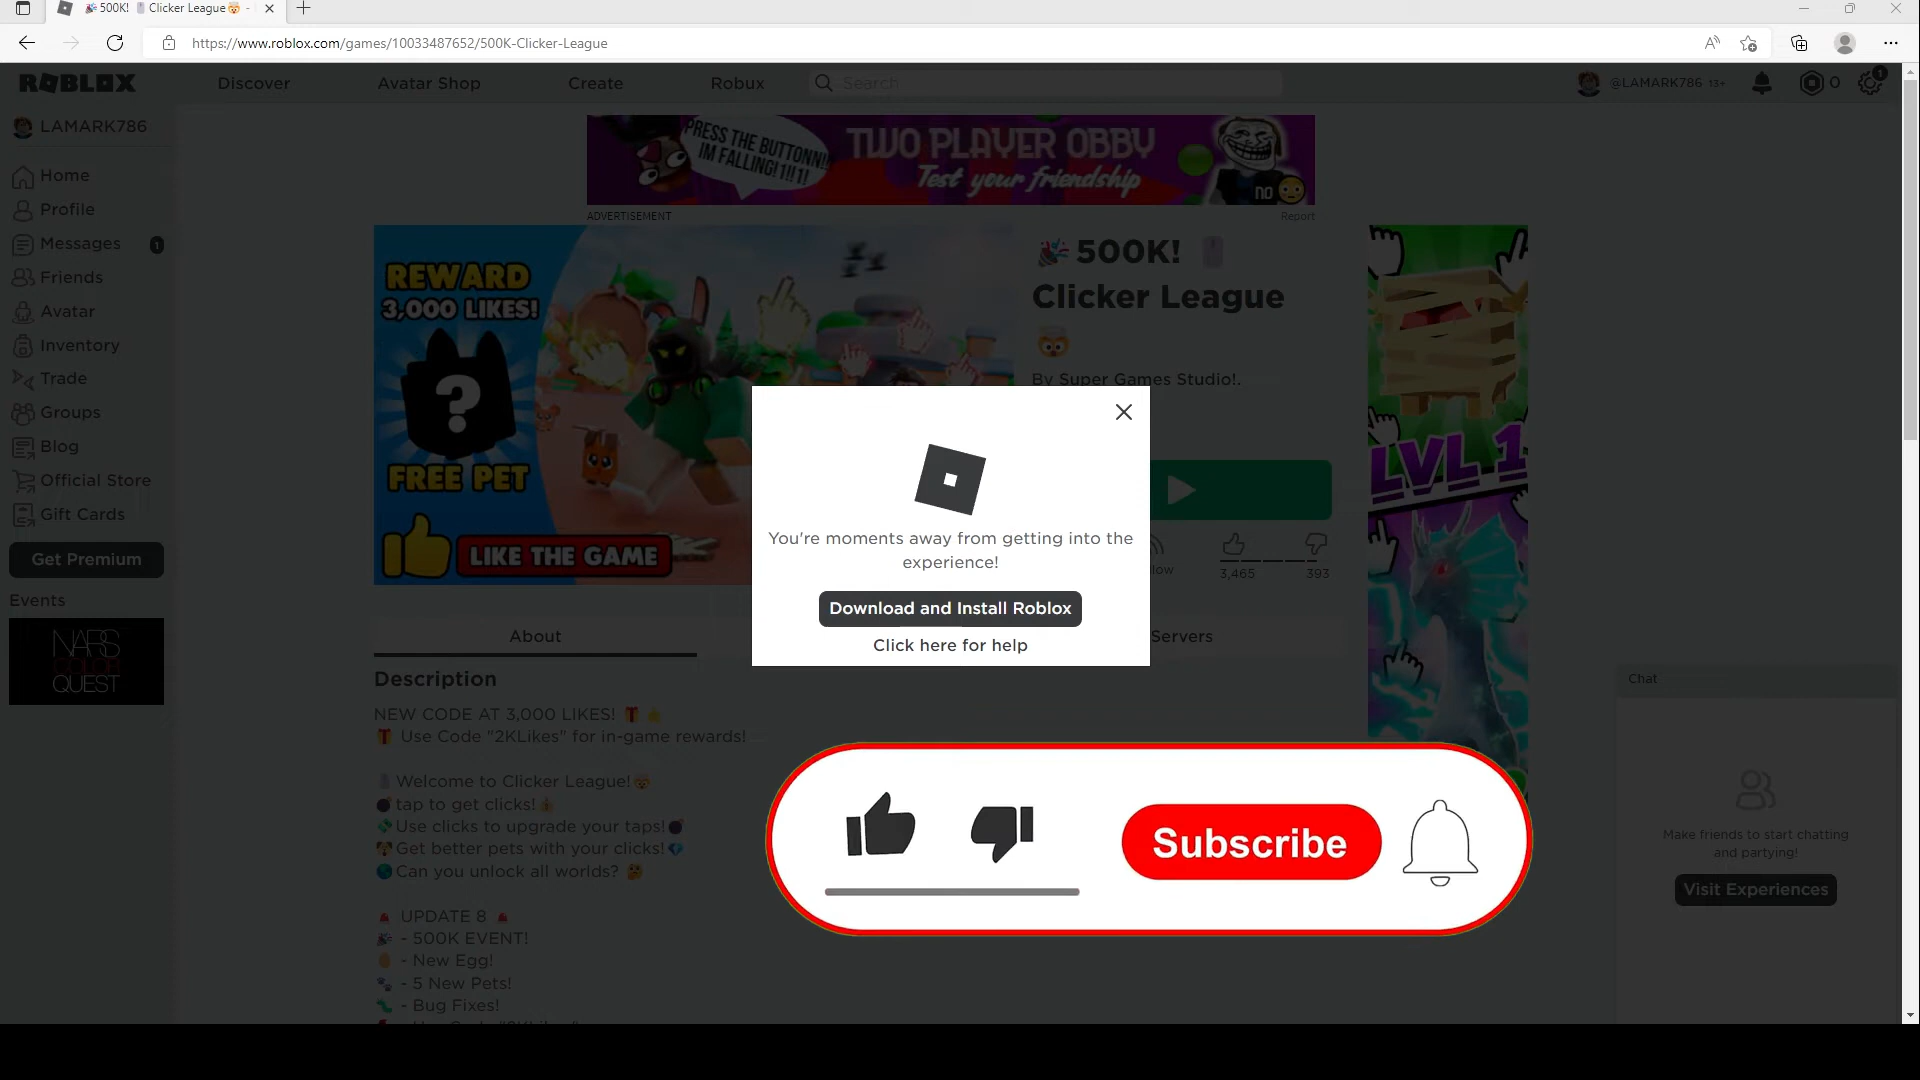 500K! Clicker League
https://www.roblox.com/games/10033487652/500K-Clicker-League
ROBLOX
Discover
Avatar Shop
Create
Robux
Search
@LAMARK786 13+
0
1
LAMARK786
Home
Profile
Messages 1
Friends
Avatar
Inventory
Trade
Groups
Blog
Official Store
Gift Cards
Get Premium
Events
NARS
COLOR
QUEST
PRESS THE BUTTONN!!
IM FALLING!1!1!
TWO PLAYER OBBY
Test your friendship
NO
ADVERTISEMENT
Report
REWARD
3,000 LIKES!
?
FREE PET
LIKE THE GAME
500K!
Clicker League
By Super Games Studio!.
3,465
393
LVL 1
You're moments away from getting into the
experience!
Download and Install Roblox
Click here for help
About
Servers
Description
NEW CODE AT 3,000 LIKES!
Use Code "2KLikes" for in-game rewards!
Welcome to Clicker League!
tap to get clicks!
Use clicks to upgrade your taps!
Get better pets with your clicks!
Can you unlock all worlds?
UPDATE 8
- 500K EVENT!
- New Egg!
- 5 New Pets!
- Bug Fixes!
Subscribe
Chat
Make friends to start chatting
and partying!
Visit Experiences